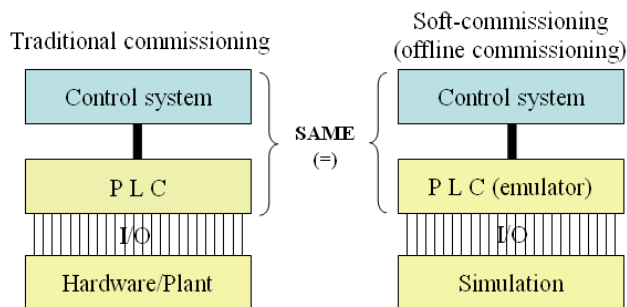 Traditional commissioning
Control system
P L C
I/O
Hardware/Plant
SAME
(=)
Soft-commissioning
(offline commissioning)
Control system
P L C (emulator)
I/O
Simulation